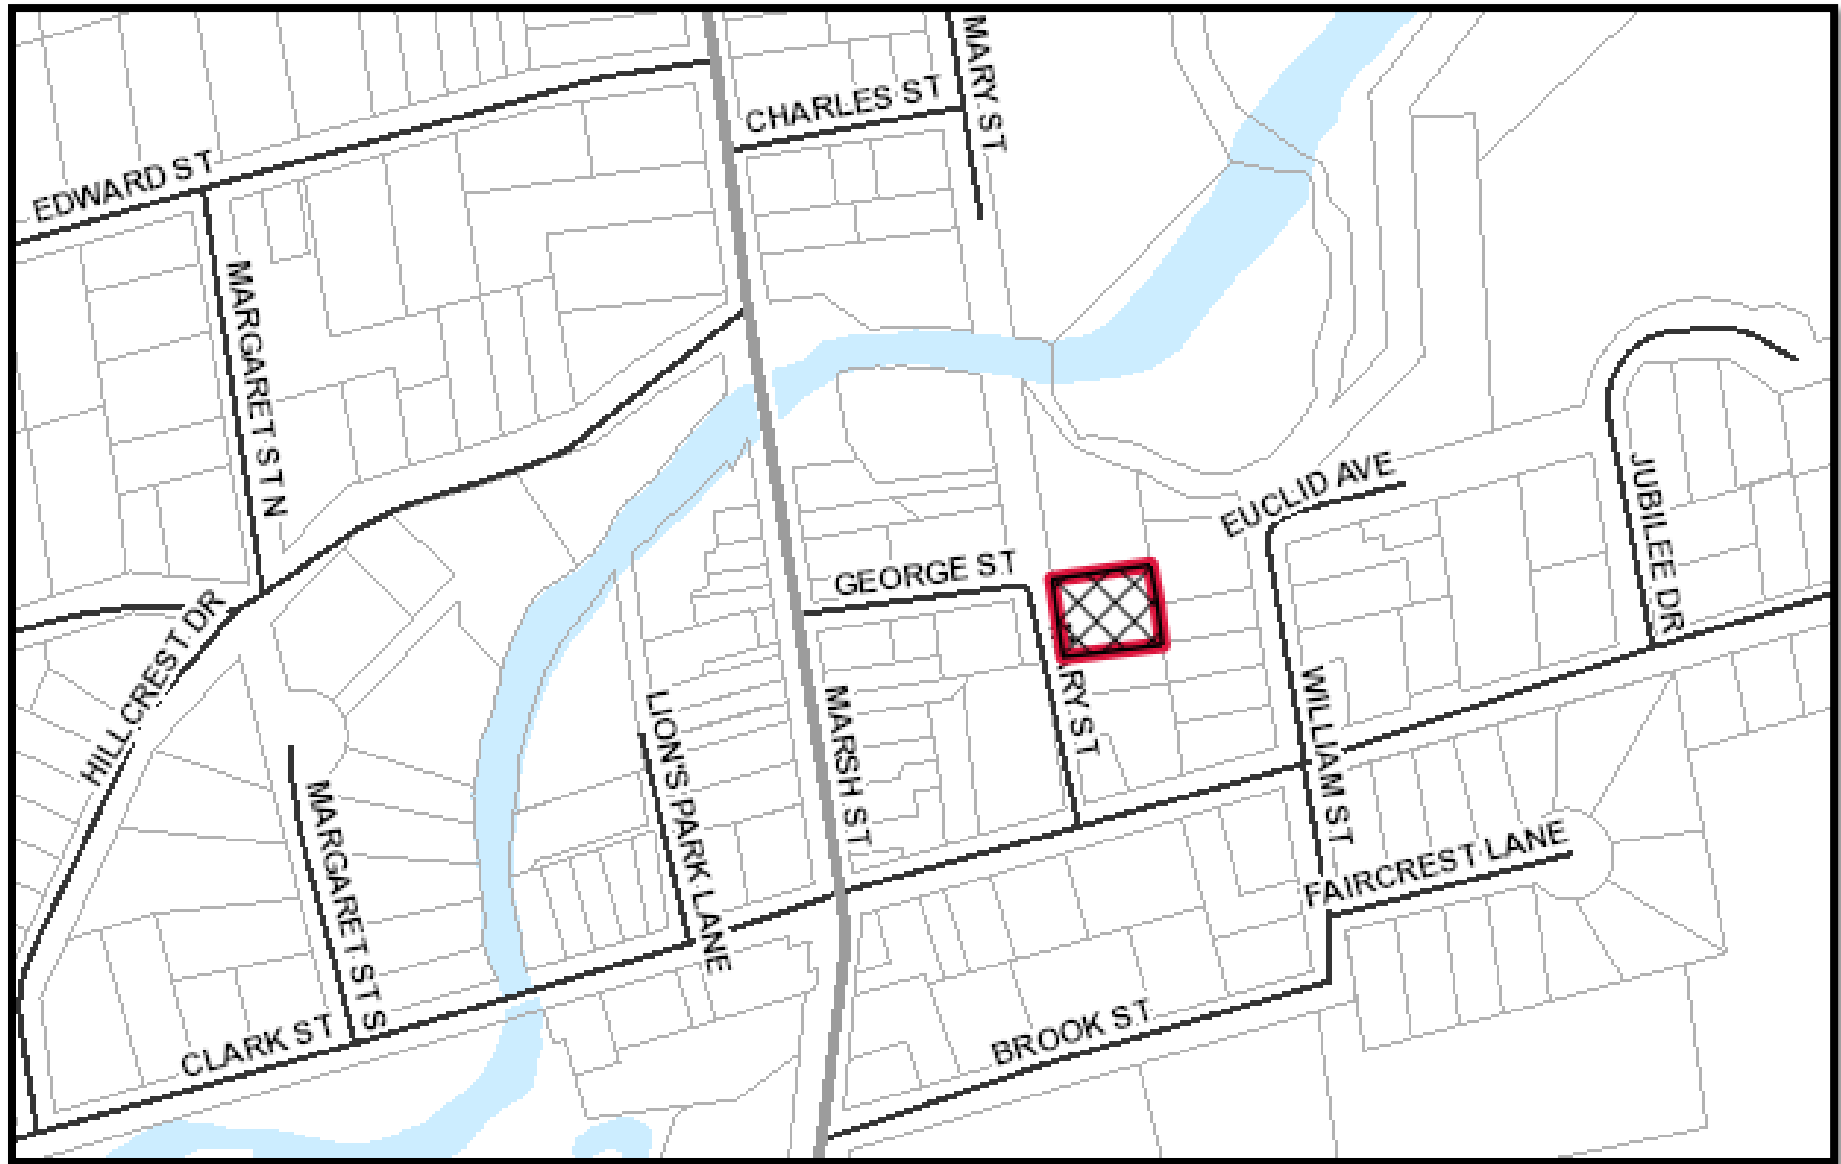 MARY ST
CHARLES ST
EDWARD ST
MARGARET ST N
EUCLID AVE
JUBILEE DR
GEORGE ST
HILLCREST DR
RY ST
WILLIAM ST
LION'S PARK LANE
MARSH ST
MARGARET ST S
FAIRCREST LANE
CLARK ST
BROOK ST